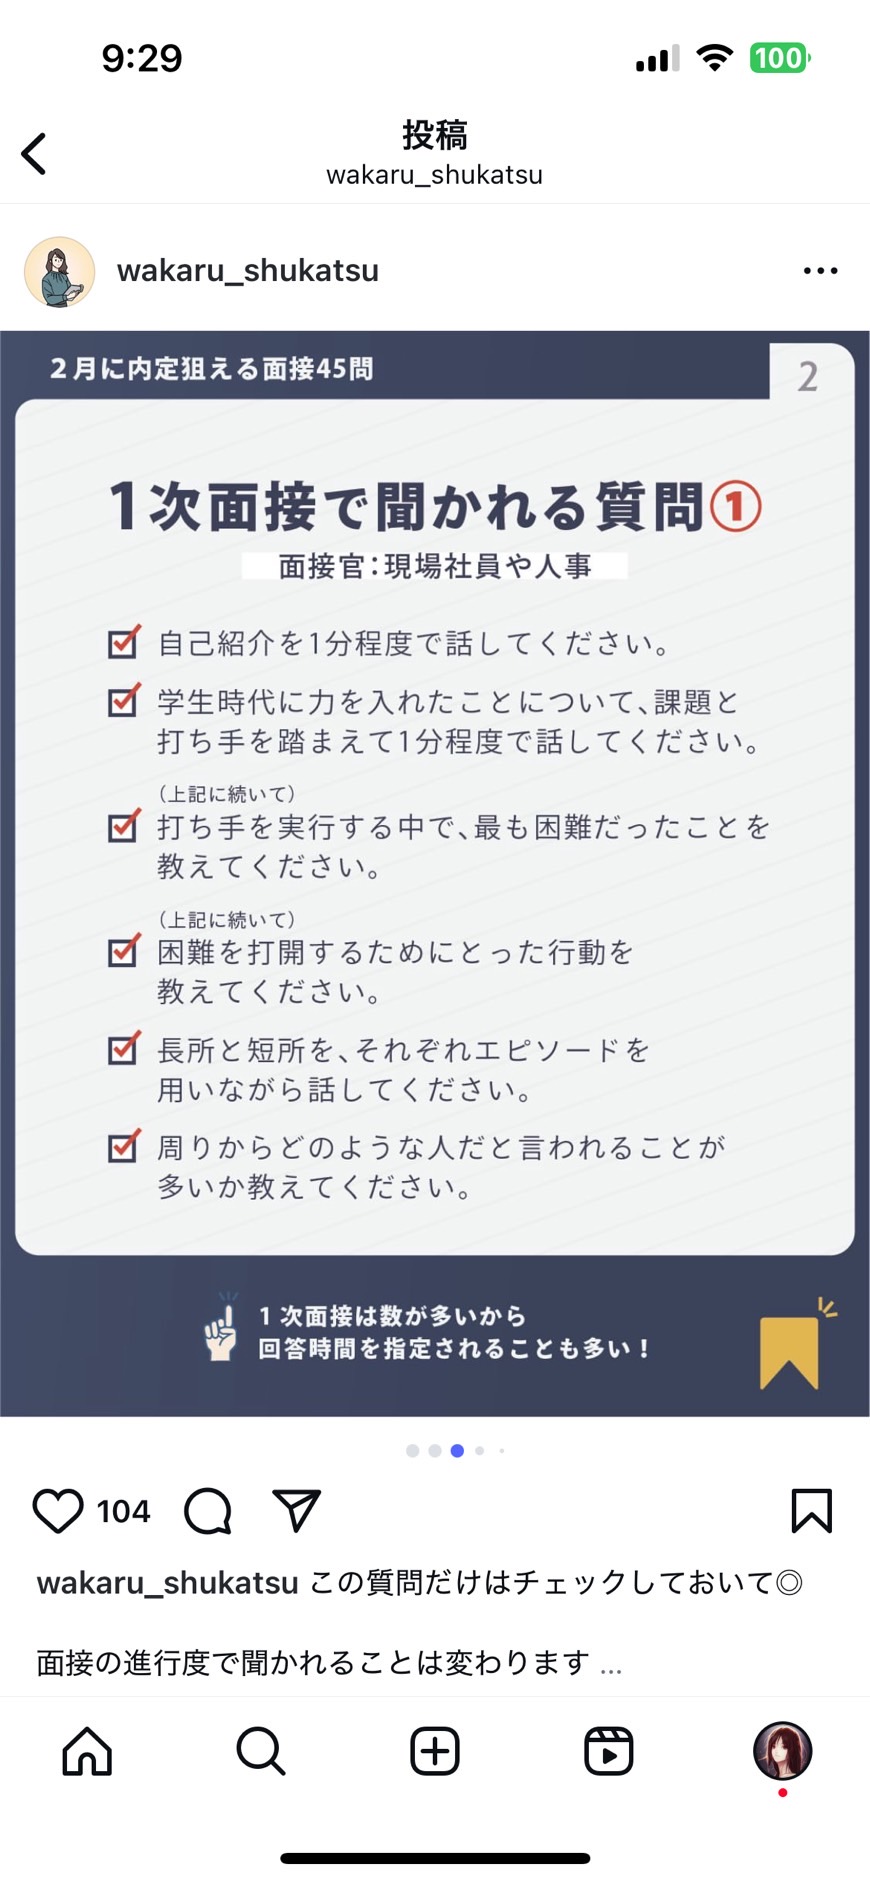 9:29
100
投稿
wakaru_shukatsu
wakaru_shukatsu
2月に内定狙える面接45問
2
1次面接で聞かれる質問①
面接官：現場社員や人事
自己紹介を1分程度で話してください。
学生時代に力を入れたことについて、課題と
打ち手を踏まえて1分程度で話してください。
（上記に続いて）
打ち手を実行する中で、最も困難だったことを
教えてください。
（上記に続いて）
困難を打開するためにとった行動を
教えてください。
長所と短所を、それぞれエピソードを
用いながら話してください。
周りからどのような人だと言われることが
多いか教えてください。
1次面接は数が多いから
回答時間を指定されることも多い！
104
wakaru_shukatsu この質問だけはチェックしておいて◎
面接の進行度で聞かれることは変わります ...